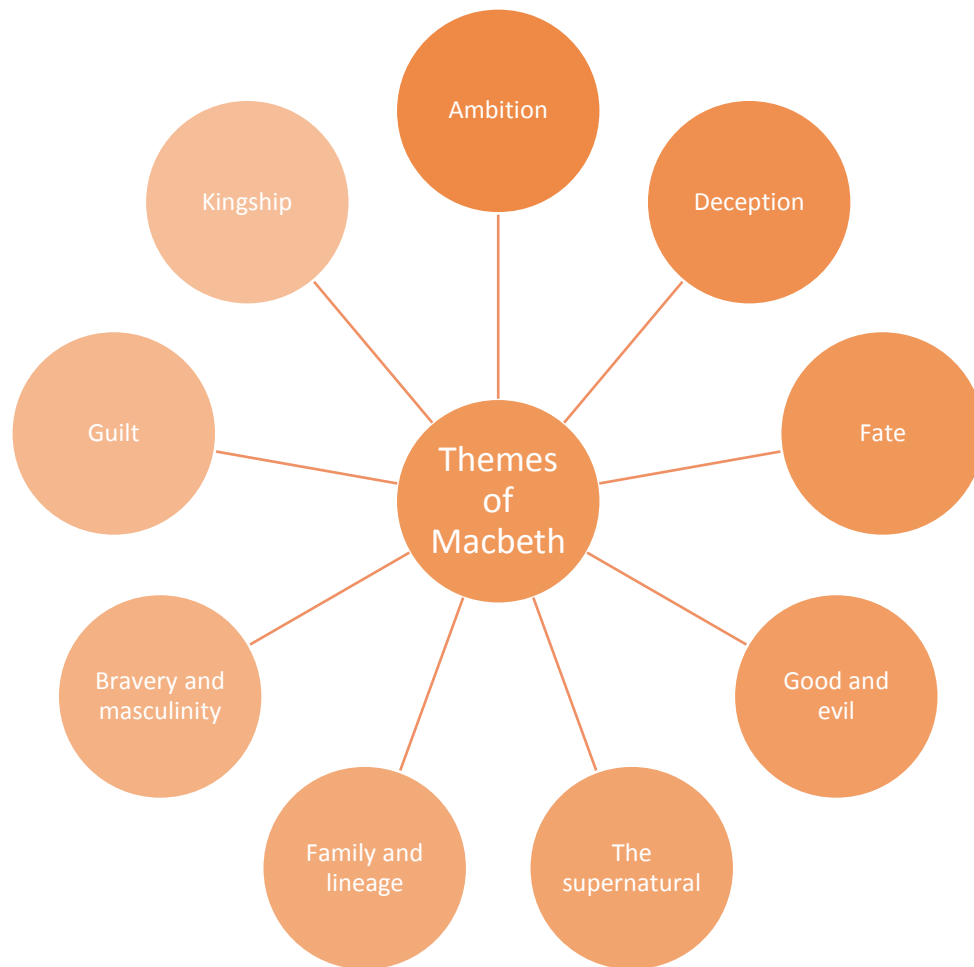 Ambition
Deception
Fate
Good and
evil
The
supernatural
Family and
lineage
Bravery and
masculinity
Guilt
Kingship
Themes
of
Macbeth